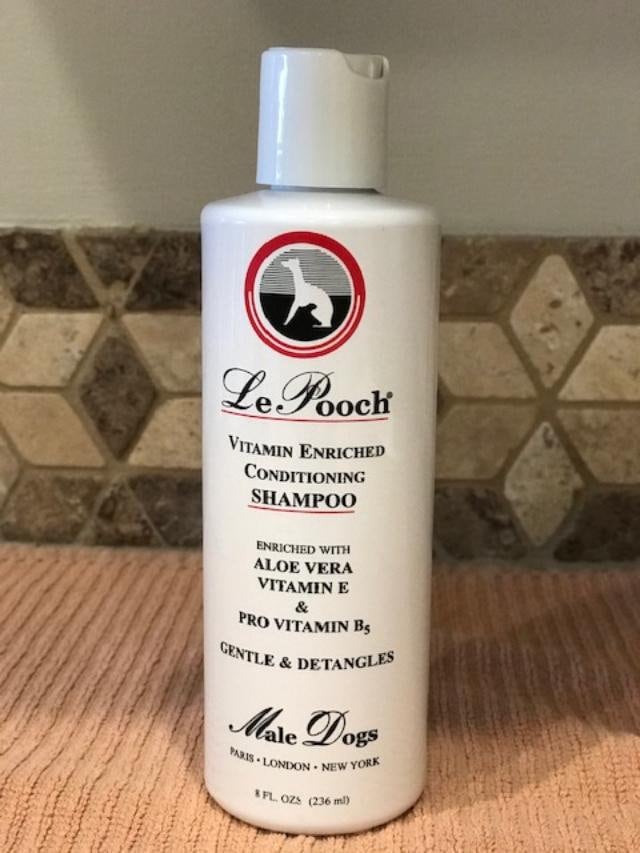 Le Pooch®
VITAMIN ENRICHED
CONDITIONING
SHAMPOO
ENRICHED WITH
ALOE VERA
VITAMIN E
&
PRO VITAMIN B₅
GENTLE & DETANGLES
Male Dogs
PARIS • LONDON • NEW YORK
8 FL. OZS (236 ml)